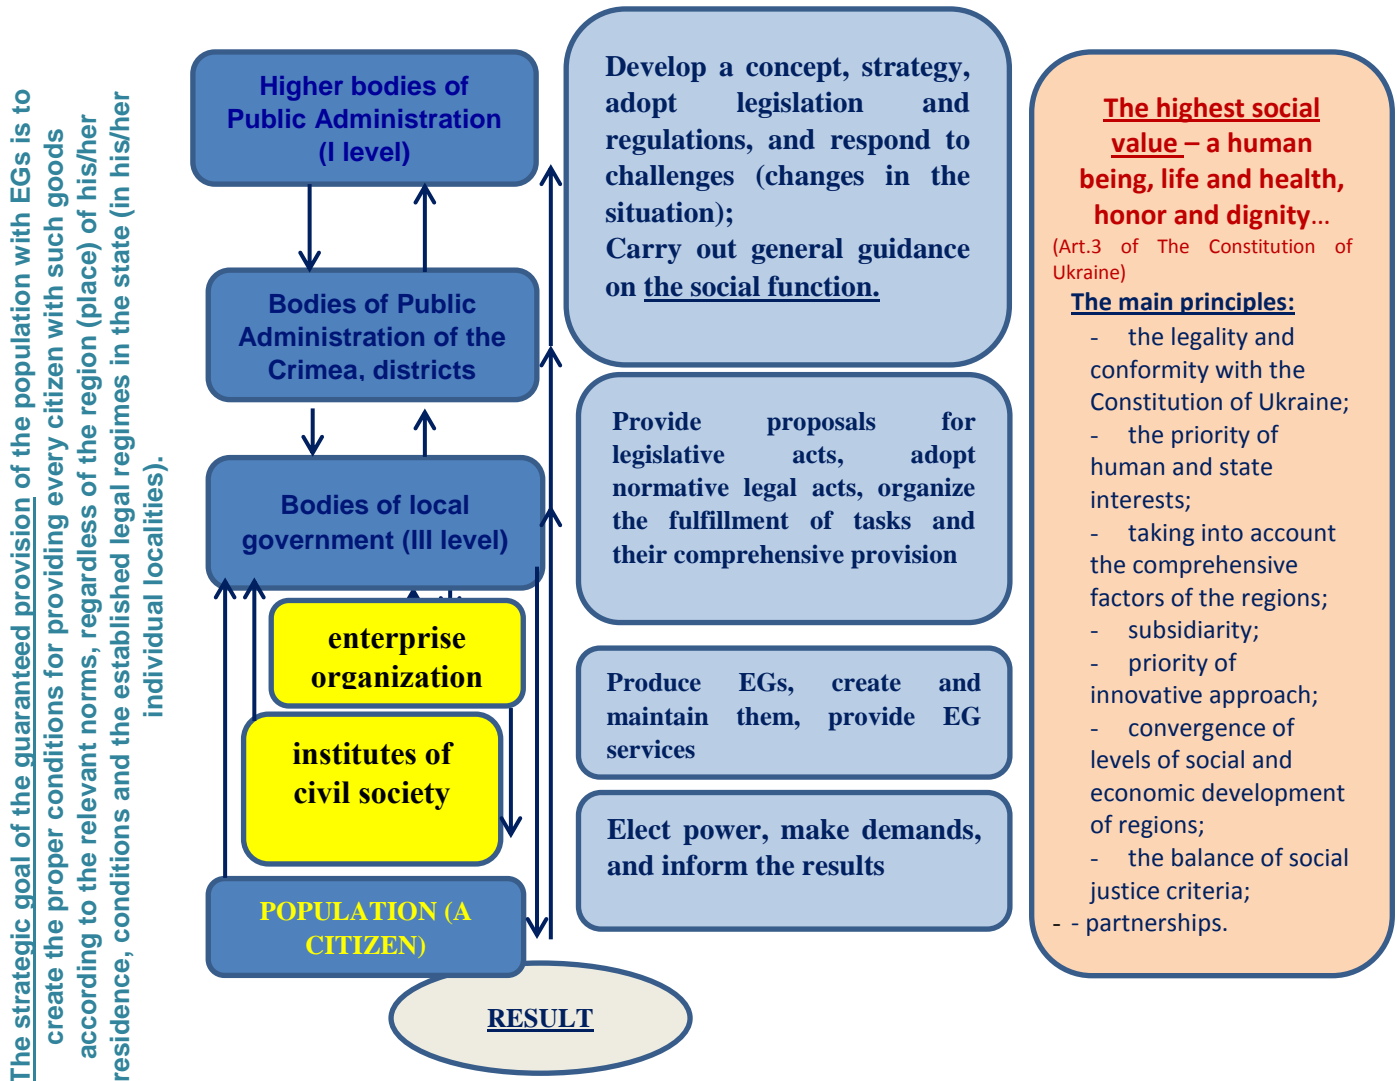 The strategic goal of the guaranteed provision of the population with EGs is to
create the proper conditions for providing every citizen with such goods
according to the relevant norms, regardless of the region (place) of his/her
residence, conditions and the established legal regimes in the state (in his/her
individual localities).
Higher bodies of
Public Administration
(I level)
Bodies of Public
Administration of the
Crimea, districts
Bodies of local
government (III level)
enterprise
organization
institutes of
civil society
POPULATION (A
CITIZEN)
RESULT
Develop a concept, strategy,
adopt legislation and
regulations, and respond to
challenges (changes in the
situation);
Carry out general guidance
on the social function.
Provide proposals for
legislative acts, adopt
normative legal acts, organize
the fulfillment of tasks and
their comprehensive provision
Produce EGs, create and
maintain them, provide EG
services
Elect power, make demands,
and inform the results
The highest social
value – a human
being, life and health,
honor and dignity...
(Art.3 of The Constitution of
Ukraine)
The main principles:
- the legality and
conformity with the
Constitution of Ukraine;
- the priority of
human and state
interests;
- taking into account
the comprehensive
factors of the regions;
- subsidiarity;
- priority of
innovative approach;
- convergence of
levels of social and
economic development
of regions;
- the balance of social
justice criteria;
- - partnerships.